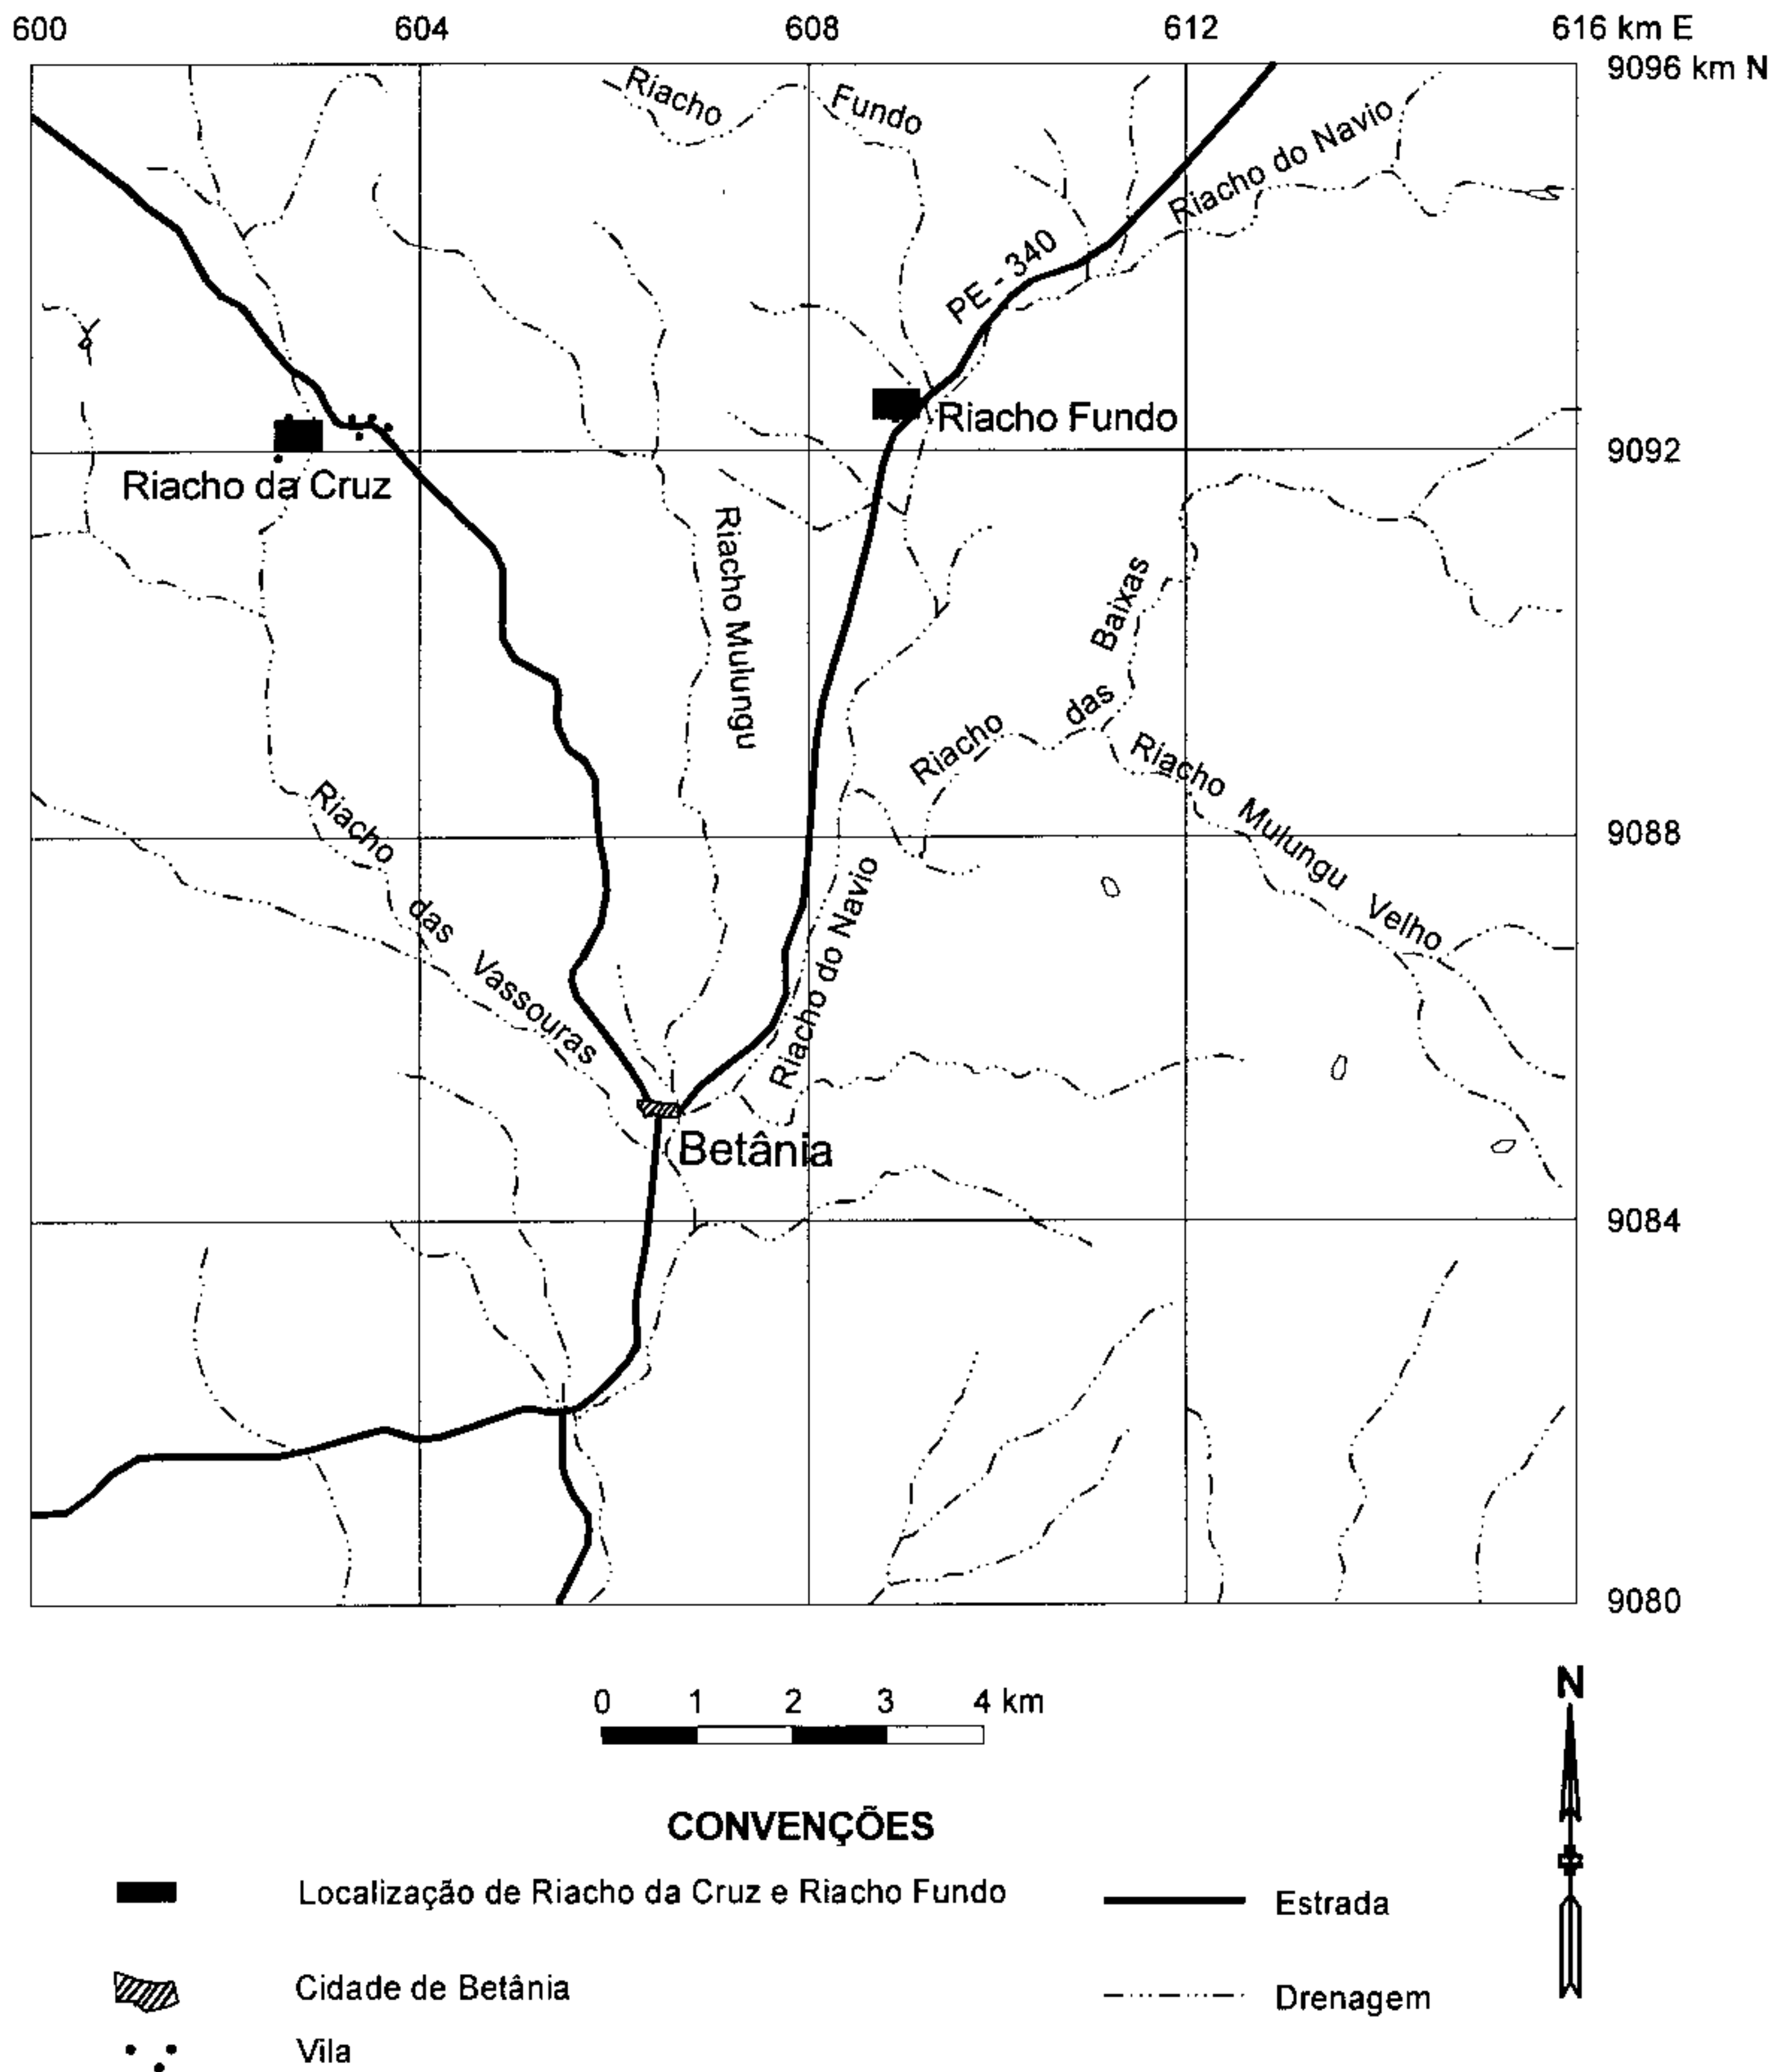 600 604 608 612 616 km E
9096 km N
Riacho Fundo
Riacho do Navio
PE - 340
Riacho Fundo
9092
Riacho da Cruz
Riacho Mulungu
Riacho das Baixas
Riacho Mulungu Velho
9088
Riacho das Vassouras
Riacho do Navio
Betânia
9084
9080
0 1 2 3 4 km
N
CONVENÇÕES
Localização de Riacho da Cruz e Riacho Fundo
Estrada
Cidade de Betânia
Drenagem
Vila